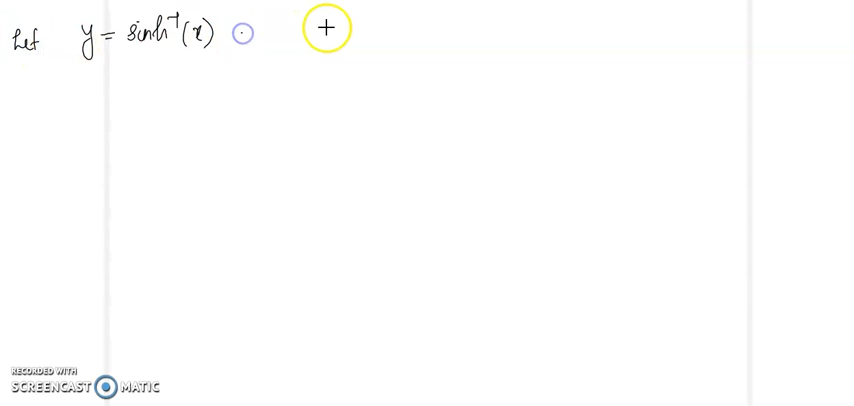 Let y = sinh⁻¹(x)
RECORDED WITH
SCREENCAST MATIC